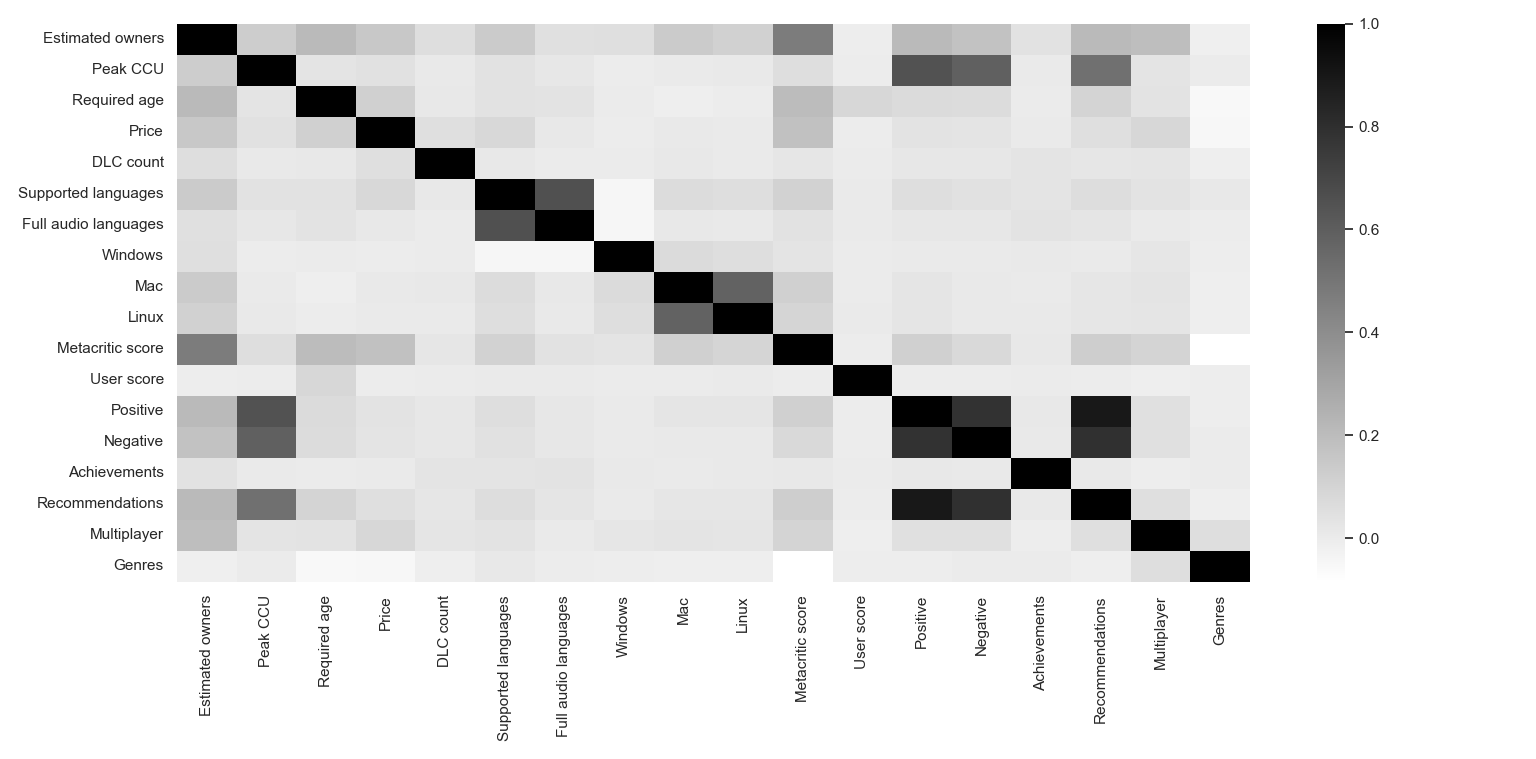 Estimated owners
Peak CCU
Required age
Price
DLC count
Supported languages
Full audio languages
Windows
Mac
Linux
Metacritic score
User score
Positive
Negative
Achievements
Recommendations
Multiplayer
Genres
Estimated owners
Peak CCU
Required age
Price
DLC count
Supported languages
Full audio languages
Windows
Mac
Linux
Metacritic score
User score
Positive
Negative
Achievements
Recommendations
Multiplayer
Genres
1.0
0.8
0.6
0.4
0.2
0.0